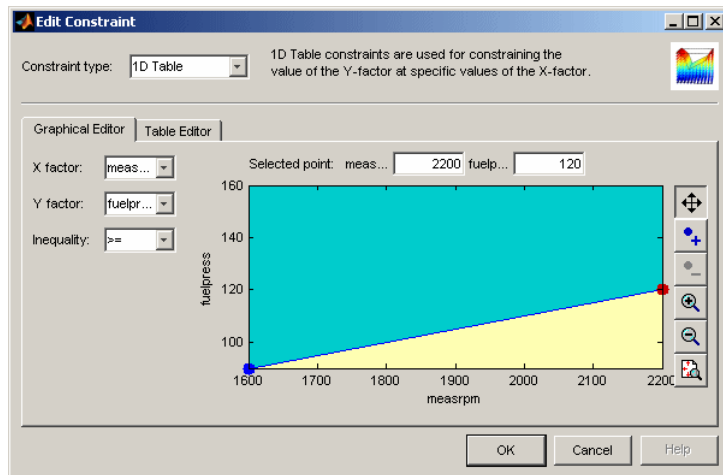 Edit Constraint
Constraint type: 1D Table
1D Table constraints are used for constraining the
value of the Y-factor at specific values of the X-factor.
Graphical Editor Table Editor
X factor: meas...
Y factor: fuelpr...
Inequality: >=
Selected point: meas... 2200 fuelp... 120
160
140
120
100
fuelpress
1600 1700 1800 1900 2000 2100 2200
measrpm
OK Cancel Help